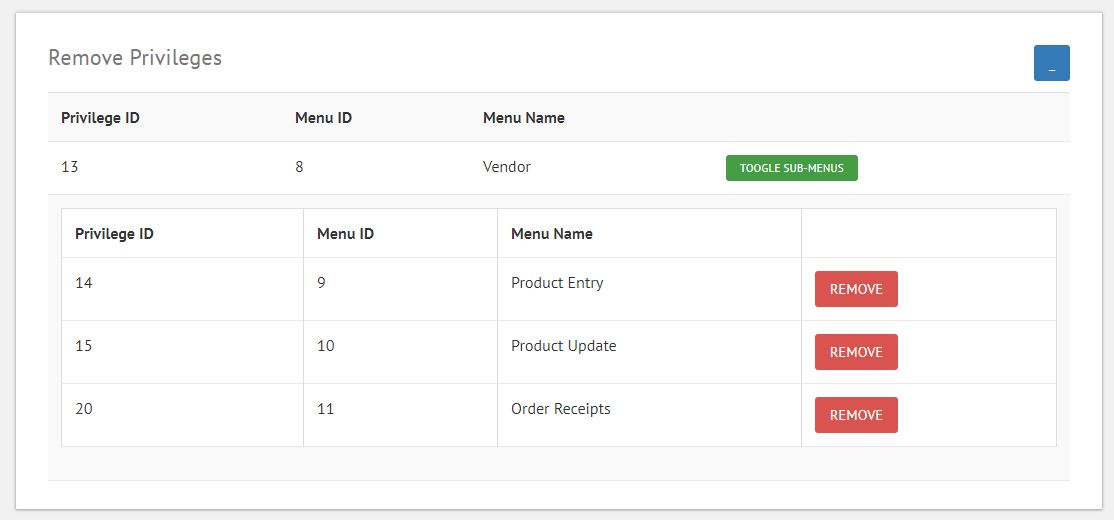 Remove Privileges
_
Privilege ID Menu ID Menu Name
13 8 Vendor TOOGLE SUB-MENUS
Privilege ID Menu ID Menu Name
14 9 Product Entry REMOVE
15 10 Product Update REMOVE
20 11 Order Receipts REMOVE